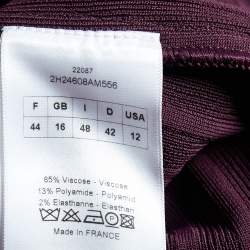 22087
2H24608AM556
F GB I D USA
44 16 48 42 12
85% Viscose - Viscose
13% Polyamide - Polyamid
2% Elasthanne - Elasthan
MADE IN FRANCE